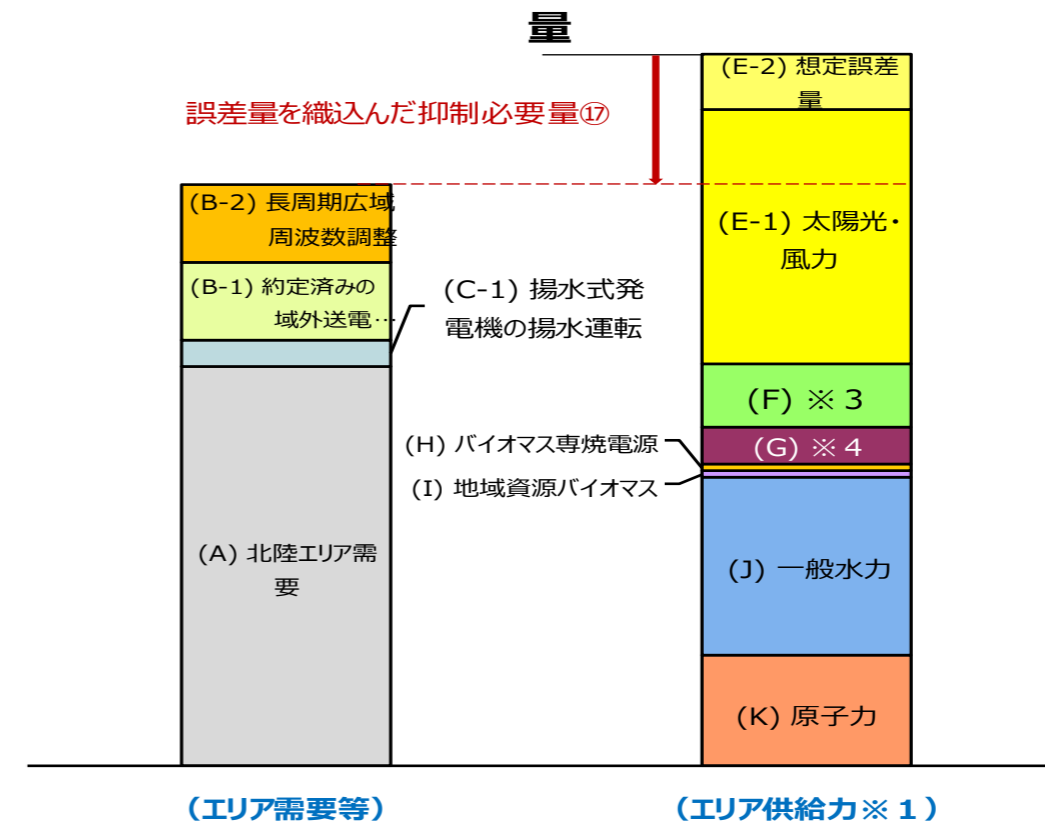 量
(E-2) 想定誤差
量
誤差量を織込んだ抑制必要量⑰
(B-2) 長周期広域
周波数調整
(E-1) 太陽光・
風力
(B-1) 約定済みの
域外送電…
(C-1) 揚水式発
電機の揚水運転
(F) ※３
(G) ※４
(H) バイオマス専焼電源
(I) 地域資源バイオマス
(A) 北陸エリア需
要
(J) 一般水力
(K) 原子力
（エリア需要等）
（エリア供給力※１）